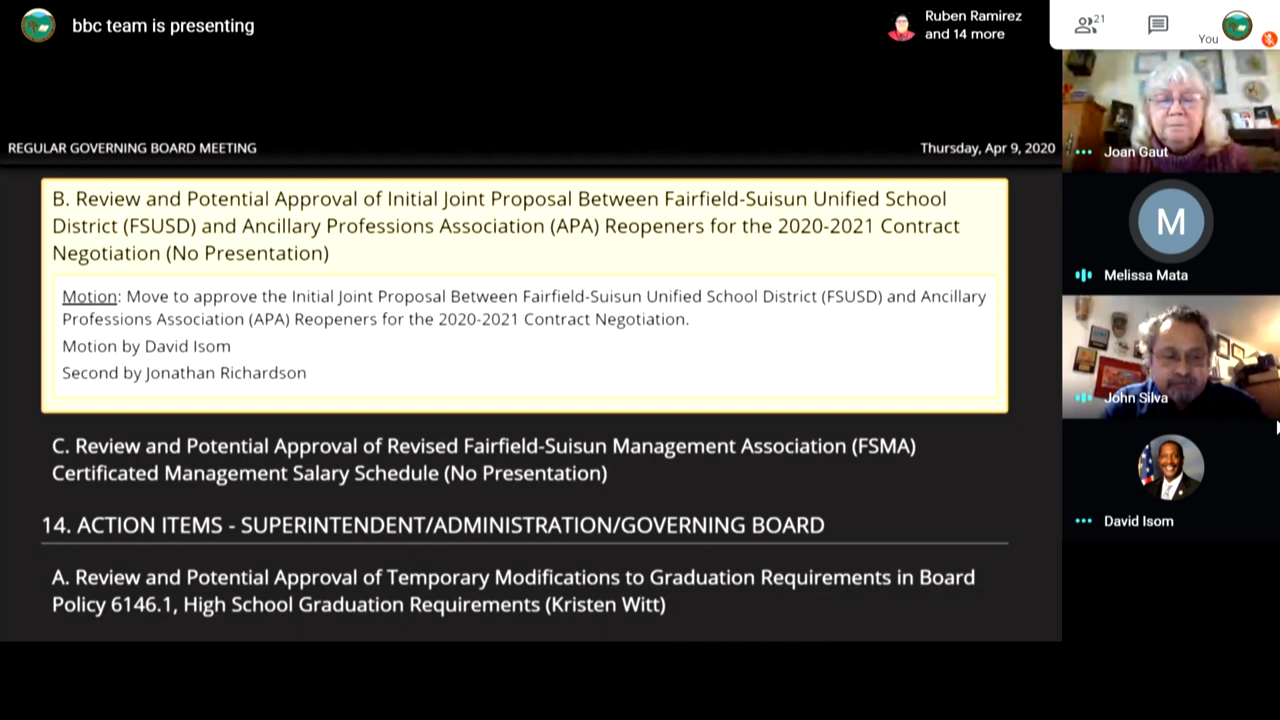 bbc team is presenting
Ruben Ramirez
and 14 more
21
You
REGULAR GOVERNING BOARD MEETING
Thursday, Apr 9, 2020
B. Review and Potential Approval of Initial Joint Proposal Between Fairfield-Suisun Unified School
District (FSUSD) and Ancillary Professions Association (APA) Reopeners for the 2020-2021 Contract
Negotiation (No Presentation)
Motion: Move to approve the Initial Joint Proposal Between Fairfield-Suisun Unified School District (FSUSD) and Ancillary
Professions Association (APA) Reopeners for the 2020-2021 Contract Negotiation.
Motion by David Isom
Second by Jonathan Richardson
C. Review and Potential Approval of Revised Fairfield-Suisun Management Association (FSMA)
Certificated Management Salary Schedule (No Presentation)
14. ACTION ITEMS - SUPERINTENDENT/ADMINISTRATION/GOVERNING BOARD
A. Review and Potential Approval of Temporary Modifications to Graduation Requirements in Board
Policy 6146.1, High School Graduation Requirements (Kristen Witt)
Joan Gaut
M
Melissa Mata
John Silva
David Isom